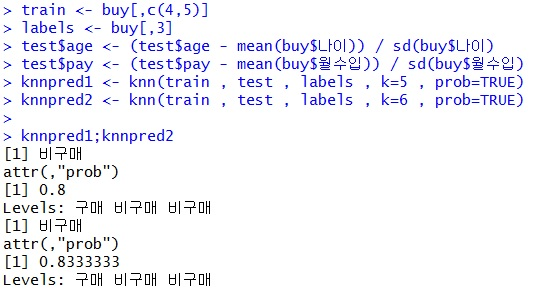 > train <- buy[,c(4,5)]
> labels <- buy[,3]
> test$age <- (test$age - mean(buy$나이)) / sd(buy$나이)
> test$pay <- (test$pay - mean(buy$월수입)) / sd(buy$월수입)
> knnpred1 <- knn(train , test , labels , k=5 , prob=TRUE)
> knnpred2 <- knn(train , test , labels , k=6 , prob=TRUE)
>
> knnpred1;knnpred2
[1] 비구매
attr(,"prob")
[1] 0.8
Levels: 구매 비구매 비구매
[1] 비구매
attr(,"prob")
[1] 0.8333333
Levels: 구매 비구매 비구매